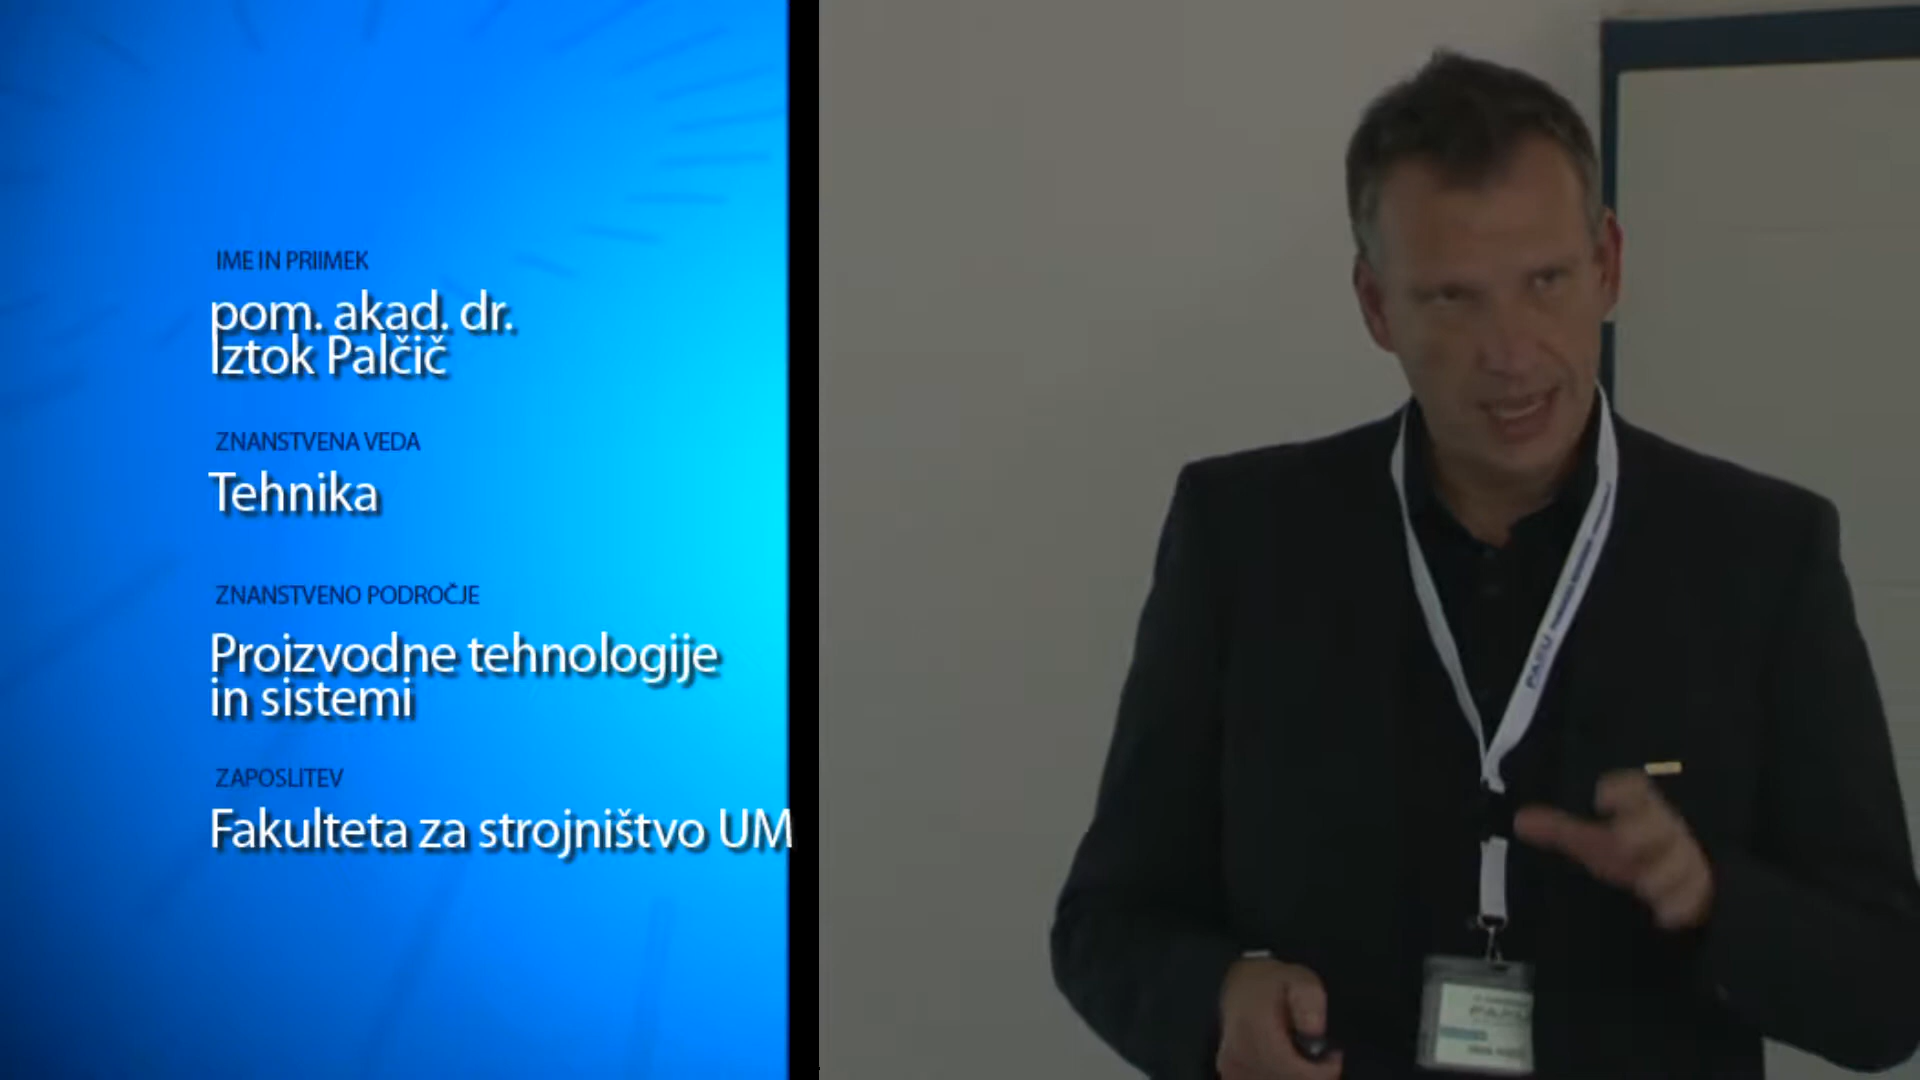 IME IN PRIIMEK
pom. akad. dr.
Iztok Palčič
ZNANSTVENA VEDA
Tehnika
ZNANSTVENO PODROČJE
Proizvodne tehnologije
in sistemi
ZAPOSLITEV
Fakulteta za strojništvo UM
PAZU